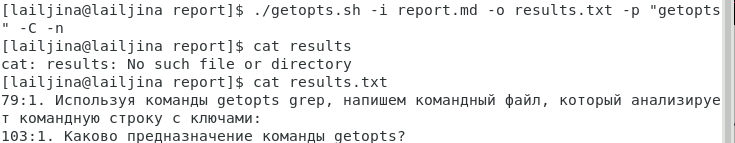 [lailjina@lailjina report]$ ./getopts.sh -i report.md -o results.txt -p "getopts
" -C -n
[lailjina@lailjina report]$ cat results
cat: results: No such file or directory
[lailjina@lailjina report]$ cat results.txt
79:1. Используя команды getopts grep, напишем командный файл, который анализируе
т командную строку с ключами:
103:1. Каково предназначение команды getopts?